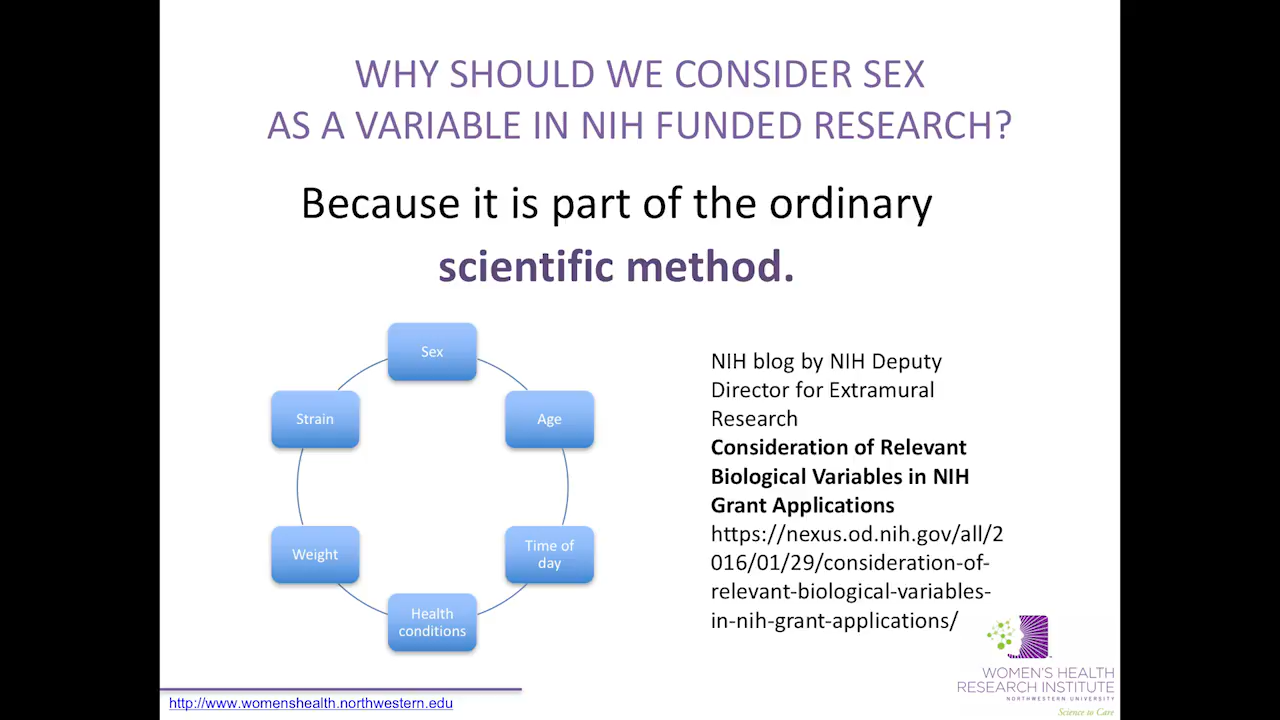 WHY SHOULD WE CONSIDER SEX
AS A VARIABLE IN NIH FUNDED RESEARCH?
Because it is part of the ordinary
scientific method.
Sex
Age
Time of
day
Health
conditions
Weight
Strain
NIH blog by NIH Deputy
Director for Extramural
Research
Consideration of Relevant
Biological Variables in NIH
Grant Applications
https://nexus.od.nih.gov/all/2
016/01/29/consideration-of-
relevant-biological-variables-
in-nih-grant-applications/
WOMEN'S HEALTH
RESEARCH INSTITUTE
NORTHWESTERN UNIVERSITY
Science to Care
http://www.womenshealth.northwestern.edu